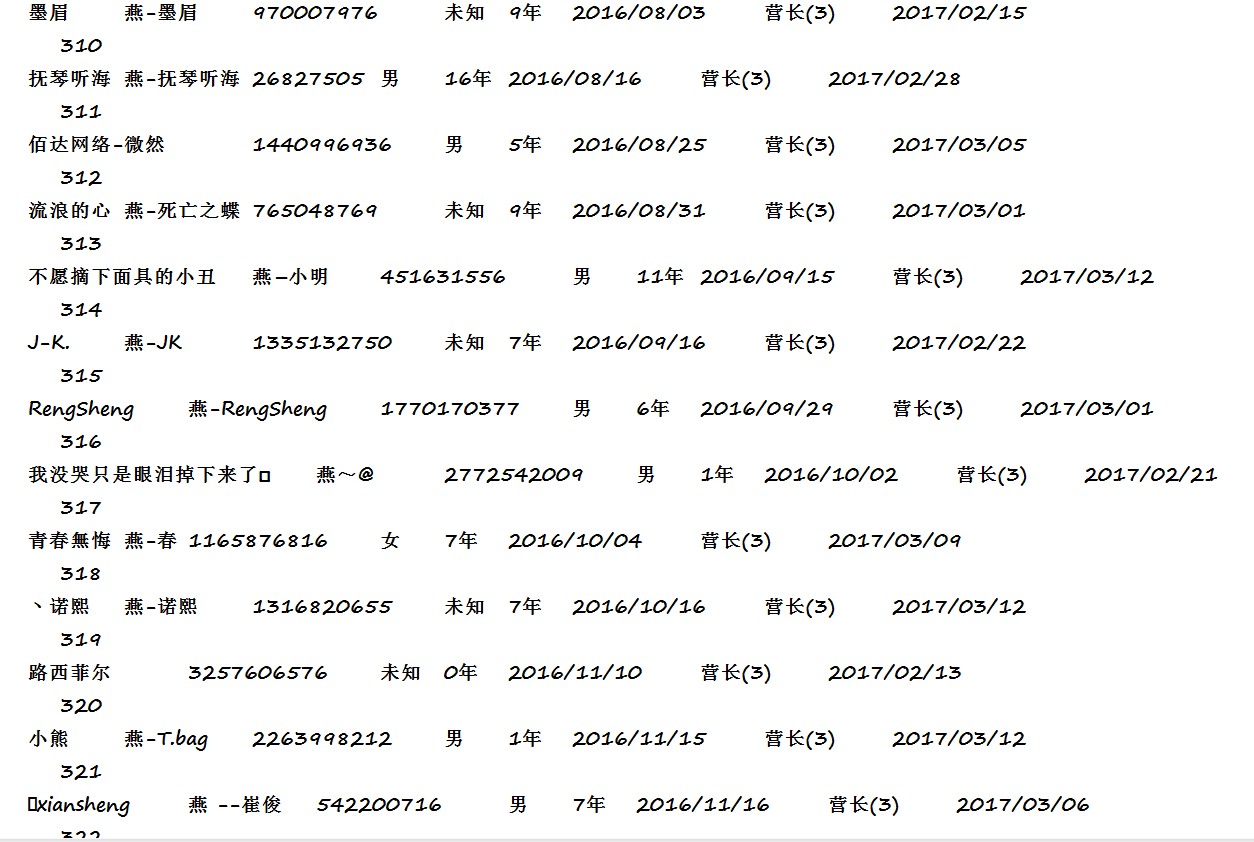 墨眉 燕-墨眉 970007976 未知 9年 2016/08/03 营长(3) 2017/02/15
310
抚琴听海 燕-抚琴听海 26827505 男 16年 2016/08/16 营长(3) 2017/02/28
311
佰达网络-微然 1440996936 男 5年 2016/08/25 营长(3) 2017/03/05
312
流浪的心 燕-死亡之蝶 765048769 未知 9年 2016/08/31 营长(3) 2017/03/01
313
不愿摘下面具的小丑 燕—小明 451631556 男 11年 2016/09/15 营长(3) 2017/03/12
314
J-K. 燕-JK 1335132750 未知 7年 2016/09/16 营长(3) 2017/02/22
315
RengSheng 燕-RengSheng 1770170377 男 6年 2016/09/29 营长(3) 2017/03/01
316
我没哭只是眼泪掉下来了 燕～@ 2772542009 男 1年 2016/10/02 营长(3) 2017/02/21
317
青春無悔 燕-春 1165876816 女 7年 2016/10/04 营长(3) 2017/03/09
318
丶诺熙 燕-诺熙 1316820655 未知 7年 2016/10/16 营长(3) 2017/03/12
319
路西菲尔 3257606576 未知 0年 2016/11/10 营长(3) 2017/02/13
320
小熊 燕-T.bag 2263998212 男 1年 2016/11/15 营长(3) 2017/03/12
321
xiansheng 燕 --崔俊 542200716 男 7年 2016/11/16 营长(3) 2017/03/06
322